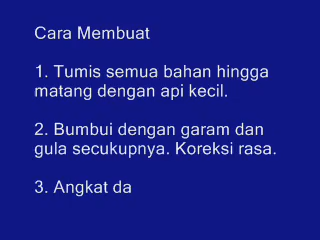 Cara Membuat
1. Tumis semua bahan hingga
matang dengan api kecil.
2. Bumbui dengan garam dan
gula secukupnya. Koreksi rasa.
3. Angkat da